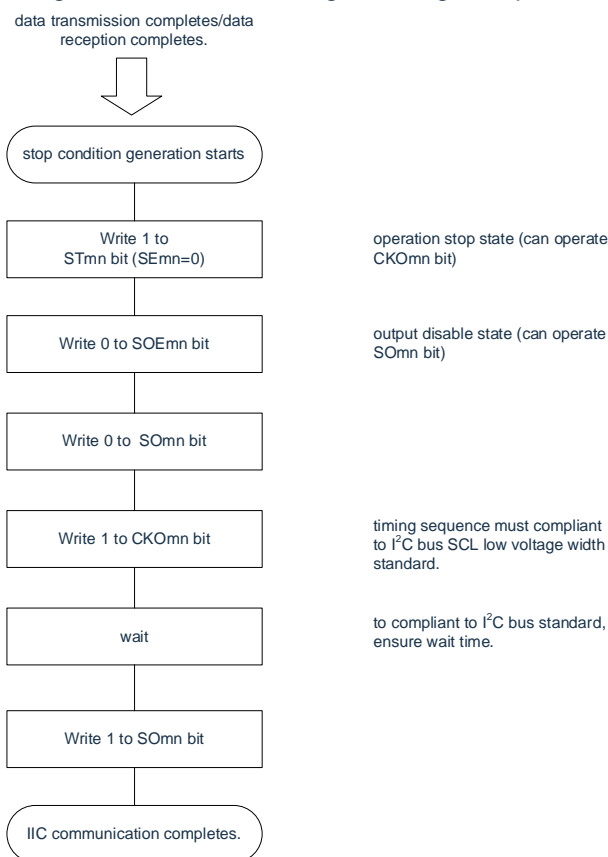 data transmission completes/data
reception completes.
stop condition generation starts
Write 1 to
STmn bit (SEmn=0)
operation stop state (can operate
CKOmn bit)
Write 0 to SOEmn bit
output disable state (can operate
SOmn bit)
Write 0 to SOmn bit
Write 1 to CKOmn bit
timing sequence must compliant
to I²C bus SCL low voltage width
standard.
wait
to compliant to I²C bus standard,
ensure wait time.
Write 1 to SOmn bit
IIC communication completes.